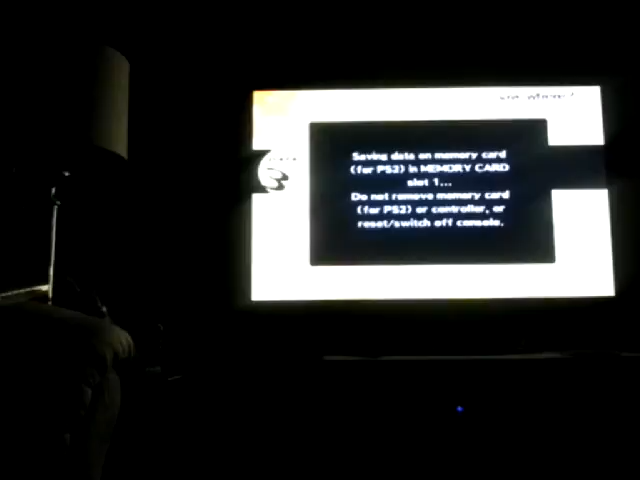 Saving data on memory card
(for PS2) in MEMORY CARD
slot 1...
Do not remove memory card
(for PS2) or controller, or
reset/switch off console.